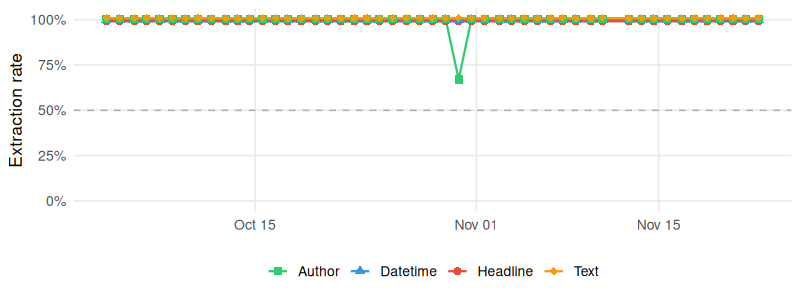 100%
75%
50%
25%
0%
Extraction rate
Oct 15 Nov 01 Nov 15
Author Datetime Headline Text